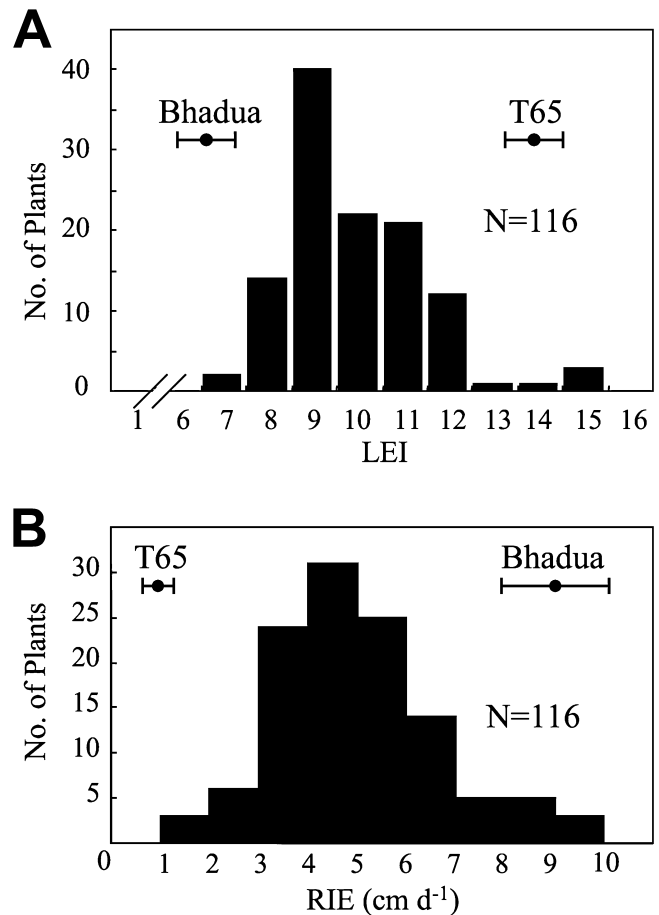 A
Bhadua
T65
N=116
No. of Plants
40
30
20
10
0
1 6 7 8 9 10 11 12 13 14 15 16
LEI
B
T65
Bhadua
N=116
No. of Plants
30
25
20
15
10
5
0 1 2 3 4 5 6 7 8 9 10
RIE (cm d⁻¹)